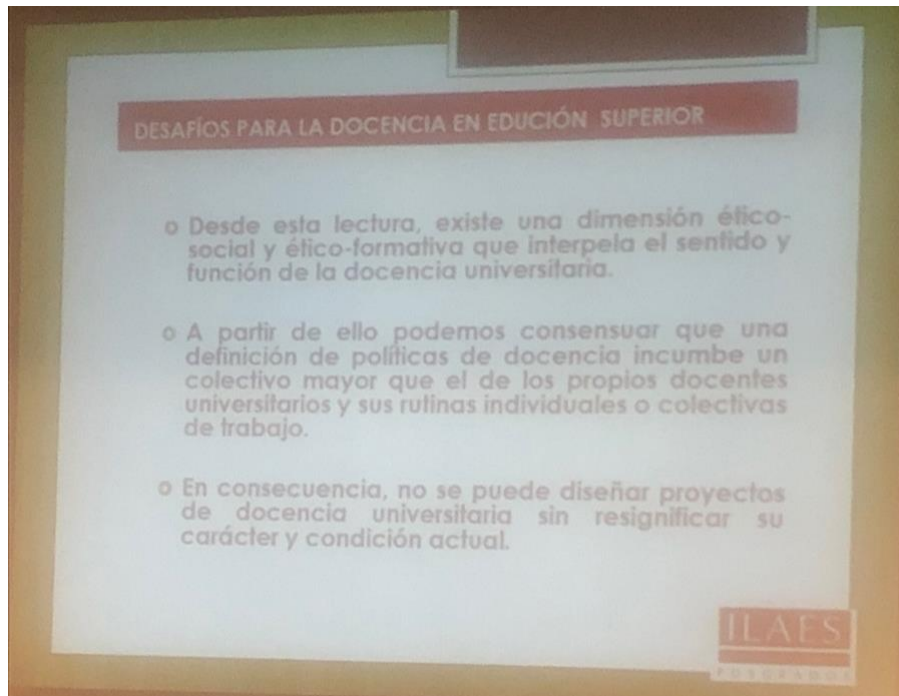 DESAFÍOS PARA LA DOCENCIA EN EDUCIÓN SUPERIOR
o Desde esta lectura, existe una dimensión ético-
social y ético-formativa que interpela el sentido y
función de la docencia universitaria.
o A partir de ello podemos consensuar que una
definición de políticas de docencia incumbe un
colectivo mayor que el de los propios docentes
universitarios y sus rutinas individuales o colectivas
de trabajo.
o En consecuencia, no se puede diseñar proyectos
de docencia universitaria sin resignificar su
carácter y condición actual.
ILAES
POSGRADOS